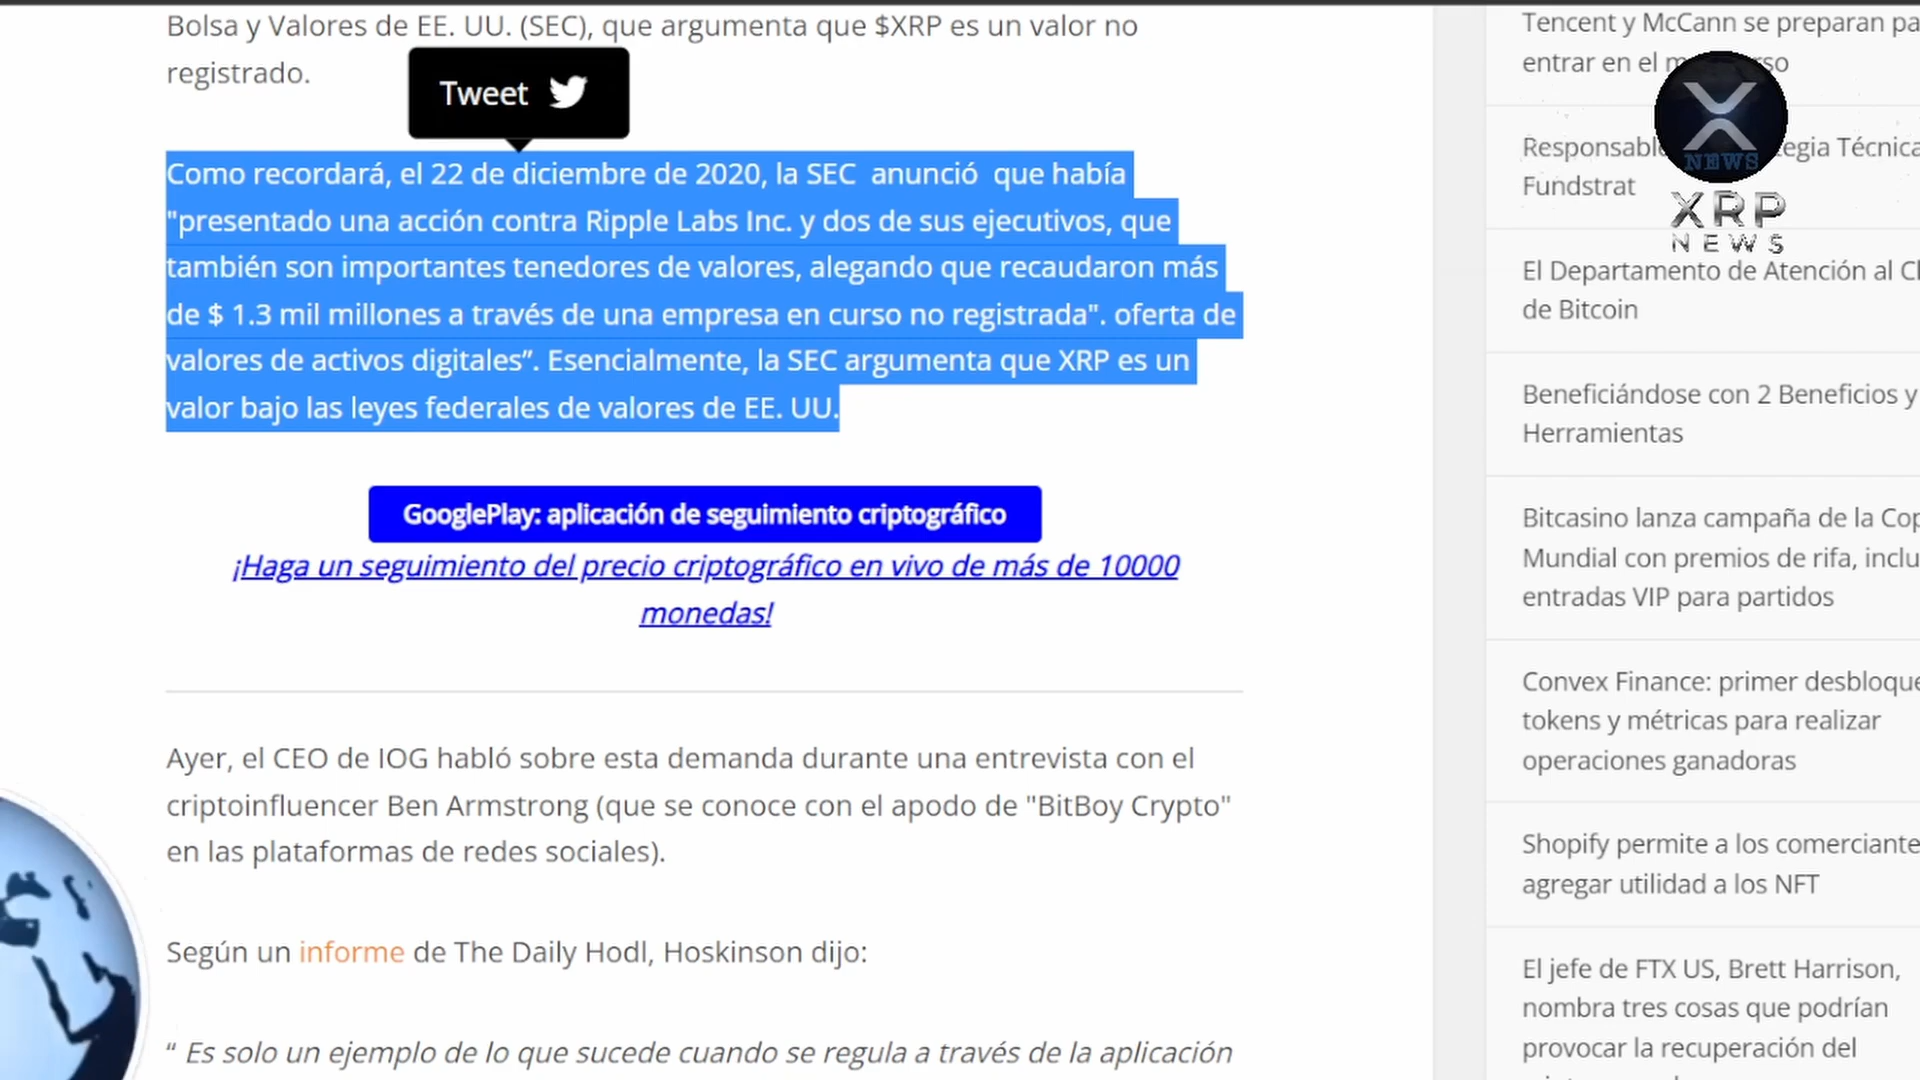 Bolsa y Valores de EE. UU. (SEC), que argumenta que $XRP es un valor no
registrado.
Tweet
Como recordará, el 22 de diciembre de 2020, la SEC anunció que había
"presentado una acción contra Ripple Labs Inc. y dos de sus ejecutivos, que
también son importantes tenedores de valores, alegando que recaudaron más
de $ 1.3 mil millones a través de una empresa en curso no registrada". oferta de
valores de activos digitales”. Esencialmente, la SEC argumenta que XRP es un
valor bajo las leyes federales de valores de EE. UU.
GooglePlay: aplicación de seguimiento criptográfico
¡Haga un seguimiento del precio criptográfico en vivo de más de 10000
monedas!
Ayer, el CEO de IOG habló sobre esta demanda durante una entrevista con el
criptoinfluencer Ben Armstrong (que se conoce con el apodo de "BitBoy Crypto"
en las plataformas de redes sociales).
Según un informe de The Daily Hodl, Hoskinson dijo:
“ Es solo un ejemplo de lo que sucede cuando se regula a través de la aplicación
Tencent y McCann se preparan
entrar en el
Fundstrat
El Departamento de Atención al
de Bitcoin
Beneficiándose con 2 Beneficios y
Herramientas
Bitcasino lanza campaña de la
Mundial con premios de rifa,
entradas VIP para partidos
Convex Finance: primer
tokens y métricas para realizar
operaciones ganadoras
Shopify permite a los
agregar utilidad a los NFT
El jefe de FTX US, Brett Harrison,
nombra tres cosas que podrían
provocar la recuperación del
NEWS
XRP
NEWS